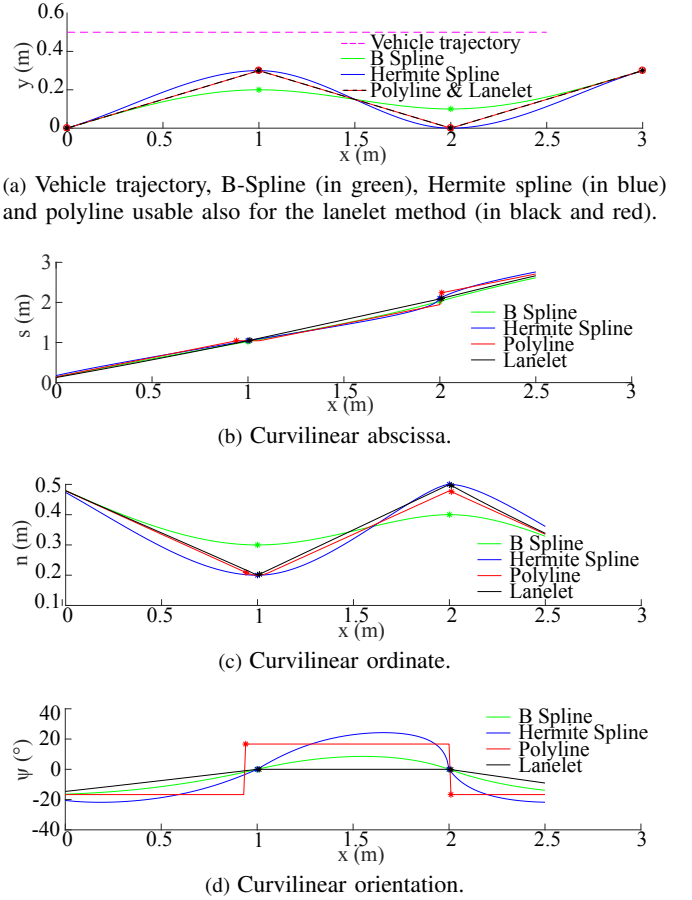 0.6
0.4
0.2
0
y (m)
Vehicle trajectory
B Spline
Hermite Spline
Polyline & Lanelet
0 0.5 1 1.5 2 2.5 3
x (m)
(a) Vehicle trajectory, B-Spline (in green), Hermite spline (in blue)
and polyline usable also for the lanelet method (in black and red).
3
2
1
0
s (m)
B Spline
Hermite Spline
Polyline
Lanelet
0 0.5 1 1.5 2 2.5 3
x (m)
(b) Curvilinear abscissa.
0.5
0.4
0.3
0.2
0.1
n (m)
B Spline
Hermite Spline
Polyline
Lanelet
0 0.5 1 1.5 2 2.5 3
x (m)
(c) Curvilinear ordinate.
40
20
0
-20
-40
ψ (°)
B Spline
Hermite Spline
Polyline
Lanelet
0 0.5 1 1.5 2 2.5 3
x (m)
(d) Curvilinear orientation.